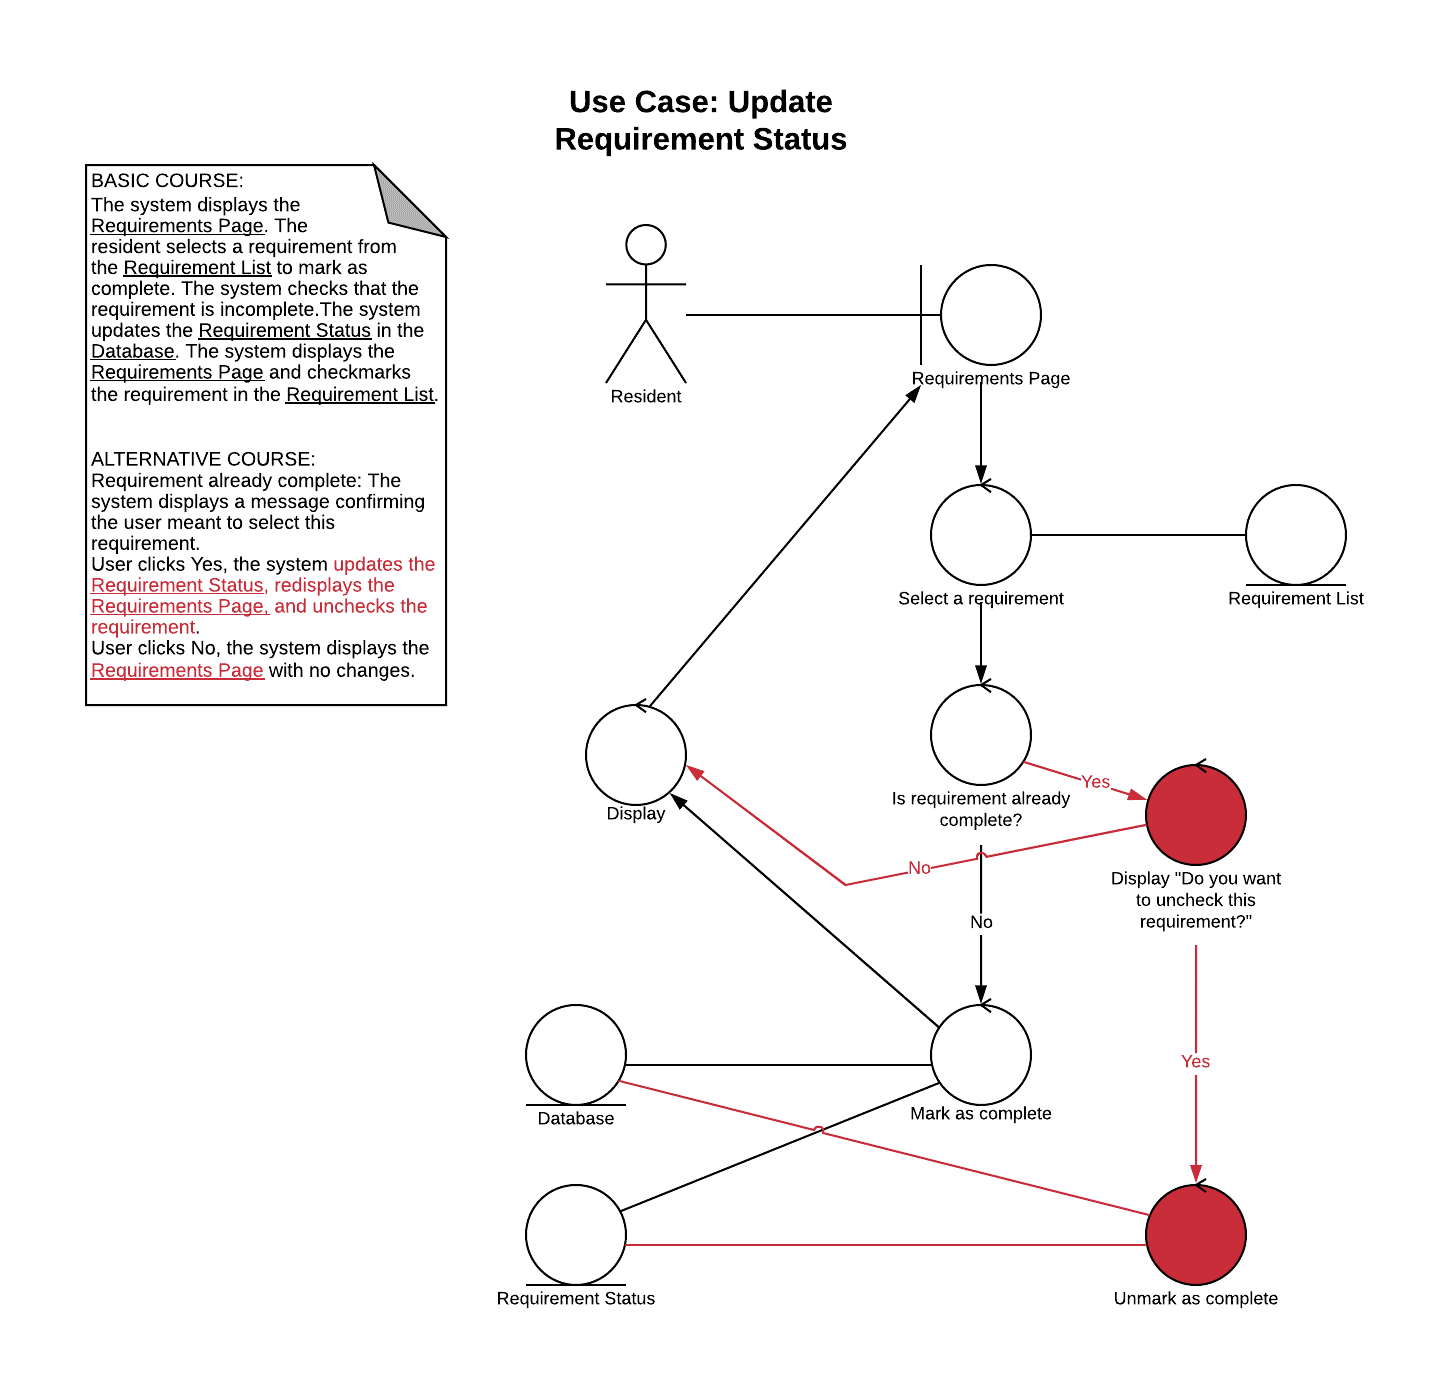 Use Case: Update
Requirement Status
BASIC COURSE:
The system displays the
Requirements Page. The
resident selects a requirement from
the Requirement List to mark as
complete. The system checks that the
requirement is incomplete.The system
updates the Requirement Status in the
Database. The system displays the
Requirements Page and checkmarks
the requirement in the Requirement List.
ALTERNATIVE COURSE:
Requirement already complete: The
system displays a message confirming
the user meant to select this
requirement.
User clicks Yes, the system updates the
Requirement Status, redisplays the
Requirements Page, and unchecks the
requirement.
User clicks No, the system displays the
Requirements Page with no changes.
Resident
Requirements Page
Select a requirement
Requirement List
Display
Is requirement already
complete?
Yes
No
Display "Do you want
to uncheck this
requirement?"
No
Yes
Database
Mark as complete
Requirement Status
Unmark as complete